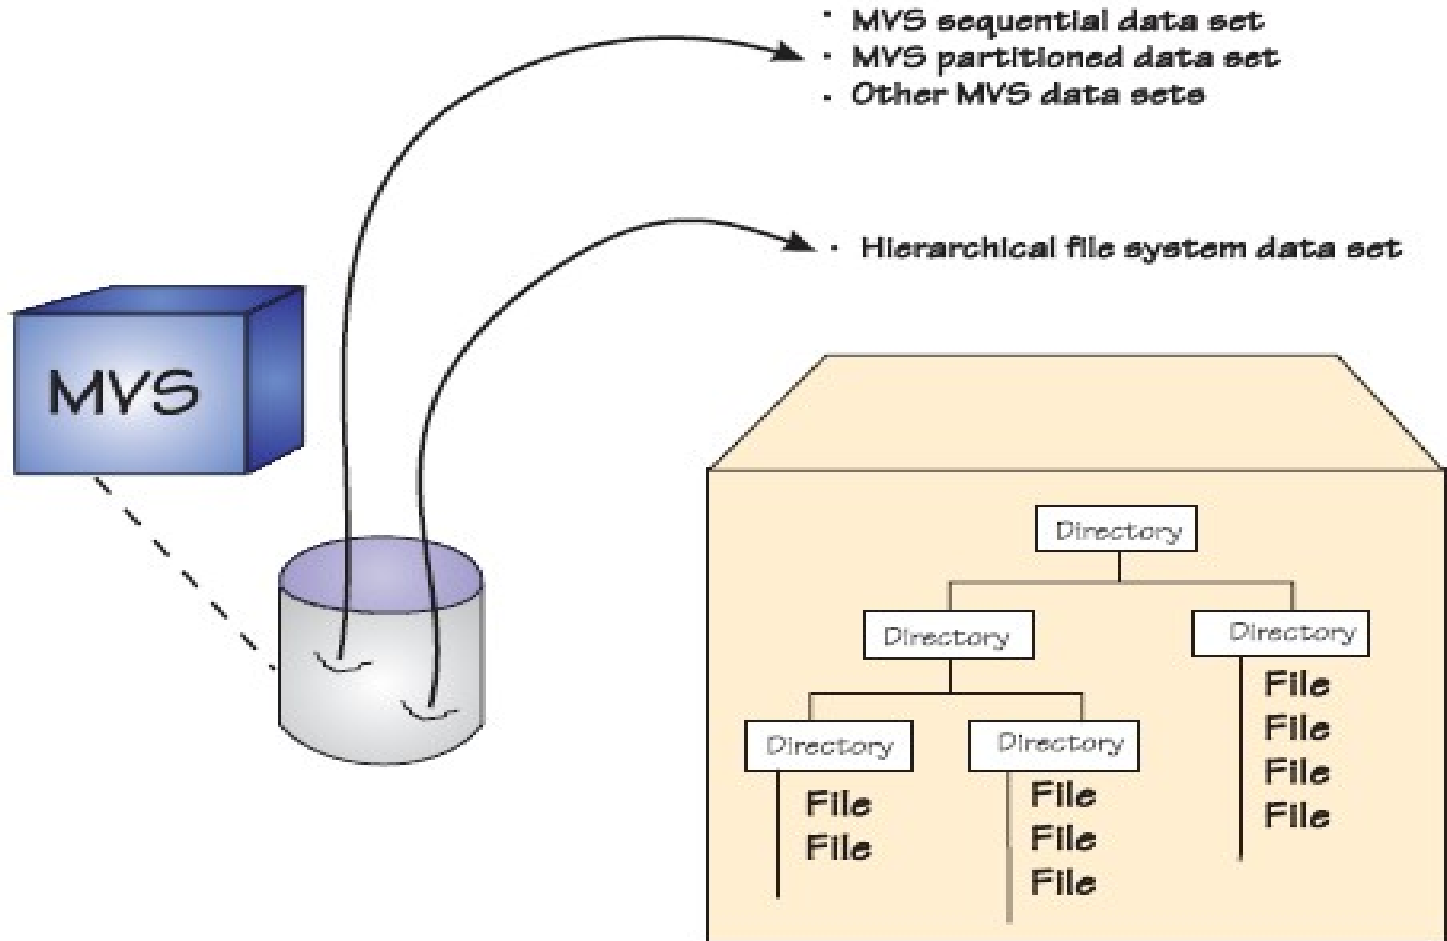 · MVS sequential data set
· MVS partitioned data set
· Other MVS data sets
· Hierarchical file system data set
MVS
Directory
Directory
Directory
Directory
Directory
File
File
File
File
File
File
File
File
File